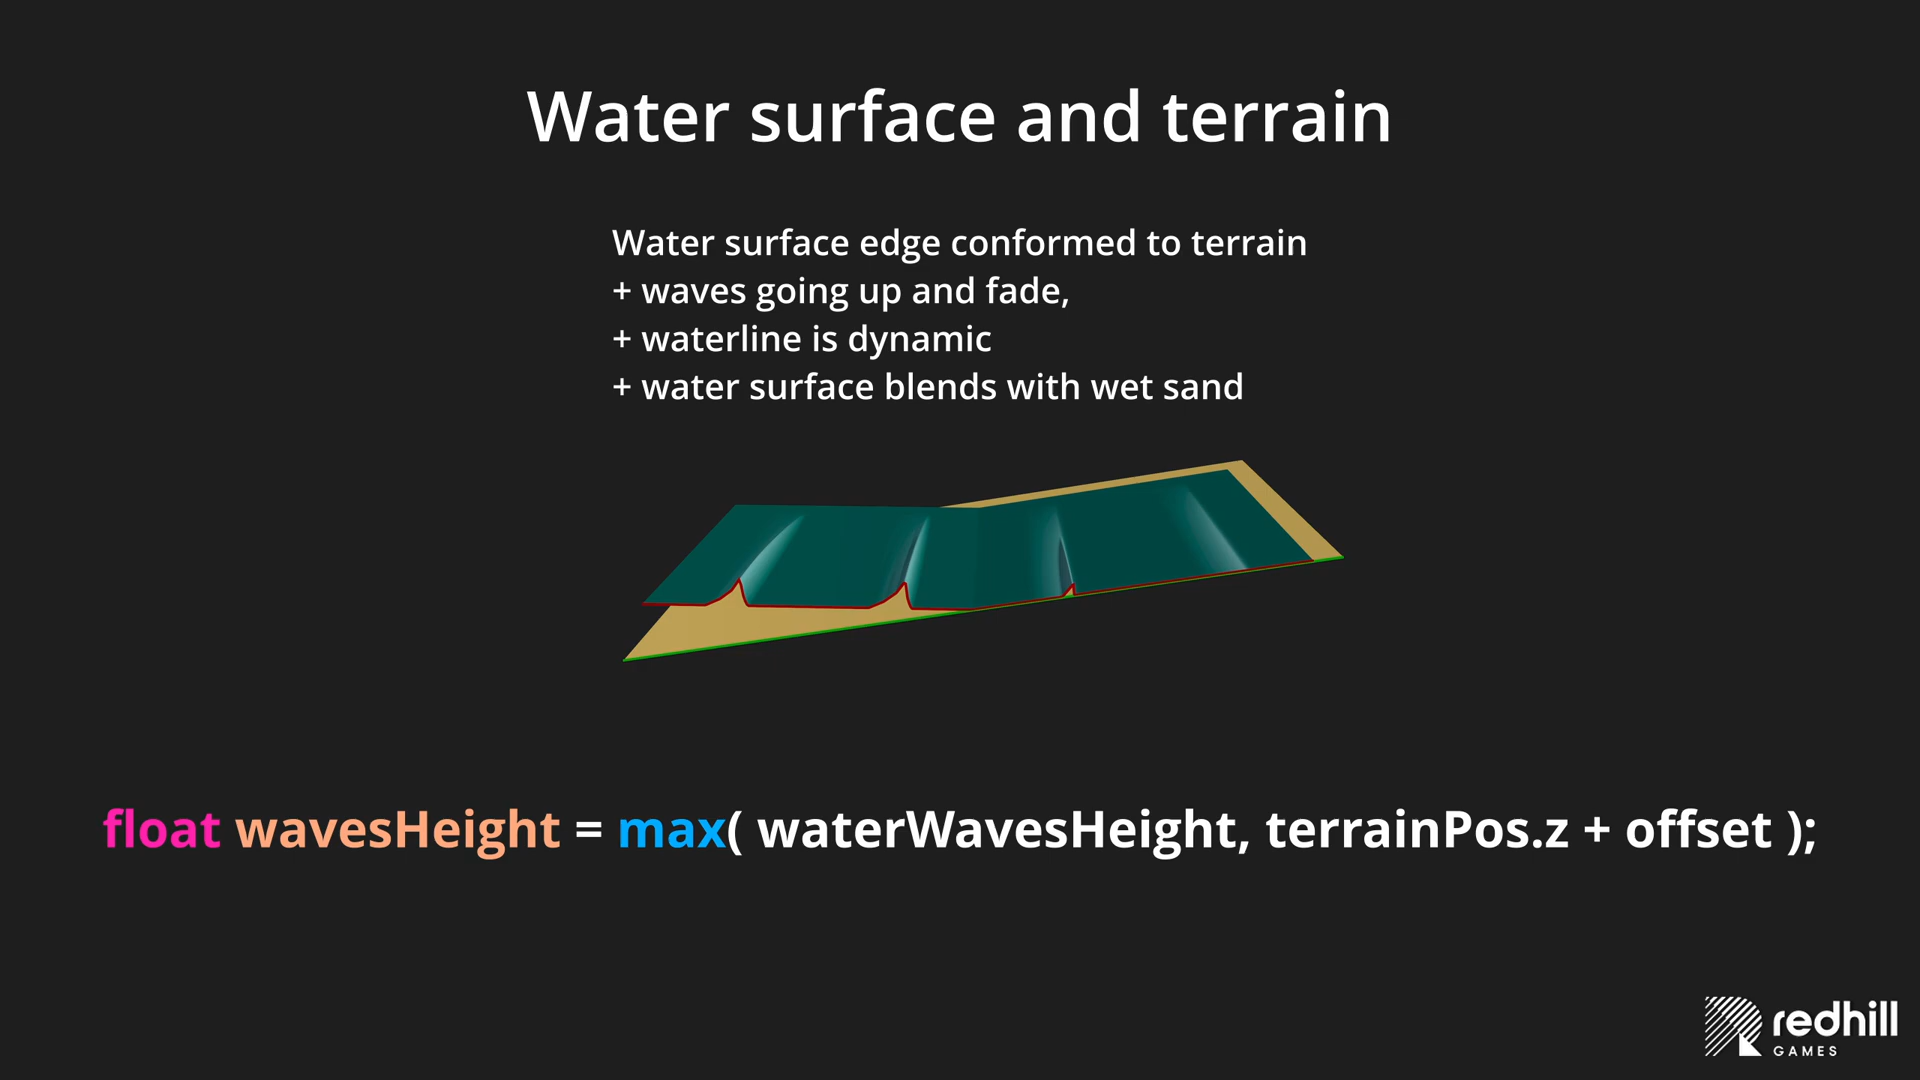 Water surface and terrain
Water surface edge conformed to terrain
+ waves going up and fade,
+ waterline is dynamic
+ water surface blends with wet sand
float wavesHeight = max( waterWavesHeight, terrainPos.z + offset );
redhill
GAMES